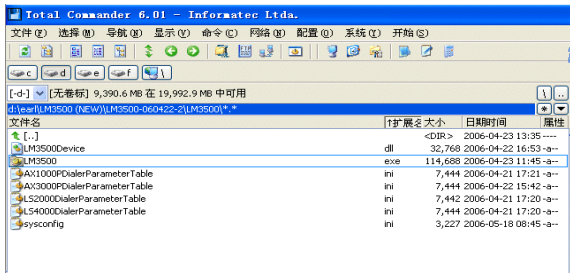 Total Commander 6.01 - Informatec Ltda.
文件(F) 选择(M) 导航(N) 显示(V) 命令(C) 网络(N) 配置(O) 系统(Y) 开始(S)
c d e f \
[-d-] [无卷标] 9,390.6 MB 在 19,992.9 MB 中可用 \ ..
d:\earl\LM3500 (NEW)\LM3500-060422-2\LM3500\*.* *
文件名 ↑扩展名 大小 日期时间 属性
[..] <DIR> 2006-04-23 13:35 ----
LM3500Device dll 32,768 2006-04-22 16:53 -a--
LM3500 exe 114,688 2006-04-23 11:45 -a--
AX1000PDialerParameterTable ini 7,444 2006-04-21 17:21 -a--
AX3000PDialerParameterTable ini 7,444 2006-04-22 15:42 -a--
LS2000DialerParameterTable ini 7,442 2006-04-21 17:20 -a--
LS4000DialerParameterTable ini 7,444 2006-04-21 17:20 -a--
sysconfig ini 3,227 2006-05-18 08:45 -a--